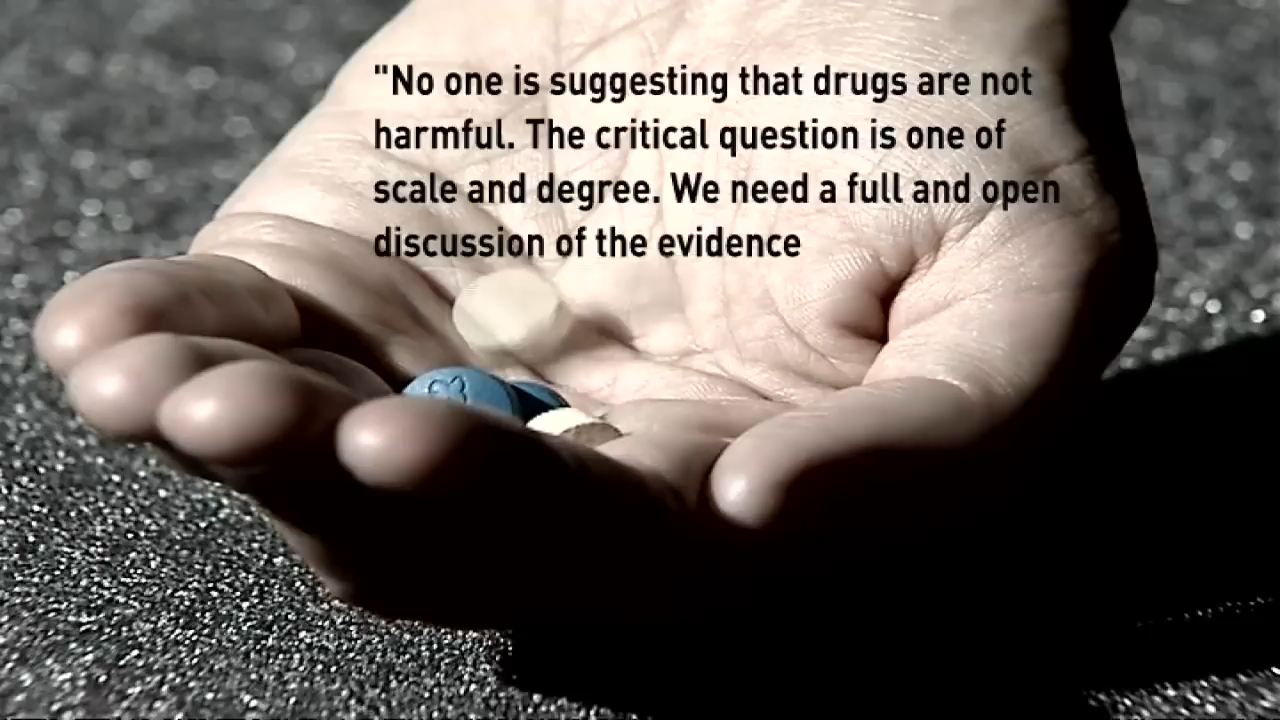 "No one is suggesting that drugs are not
harmful. The critical question is one of
scale and degree. We need a full and open
discussion of the evidence